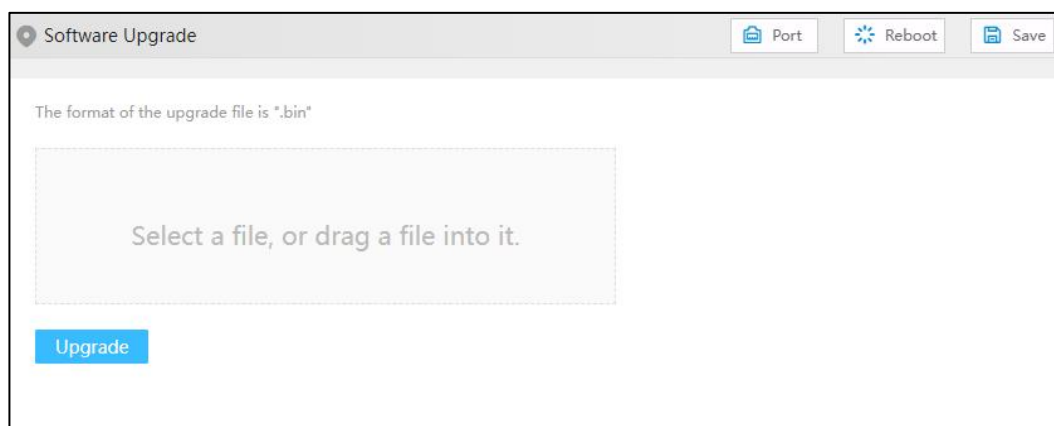 Software Upgrade Port Reboot Save
The format of the upgrade file is ".bin"
Select a file, or drag a file into it.
Upgrade